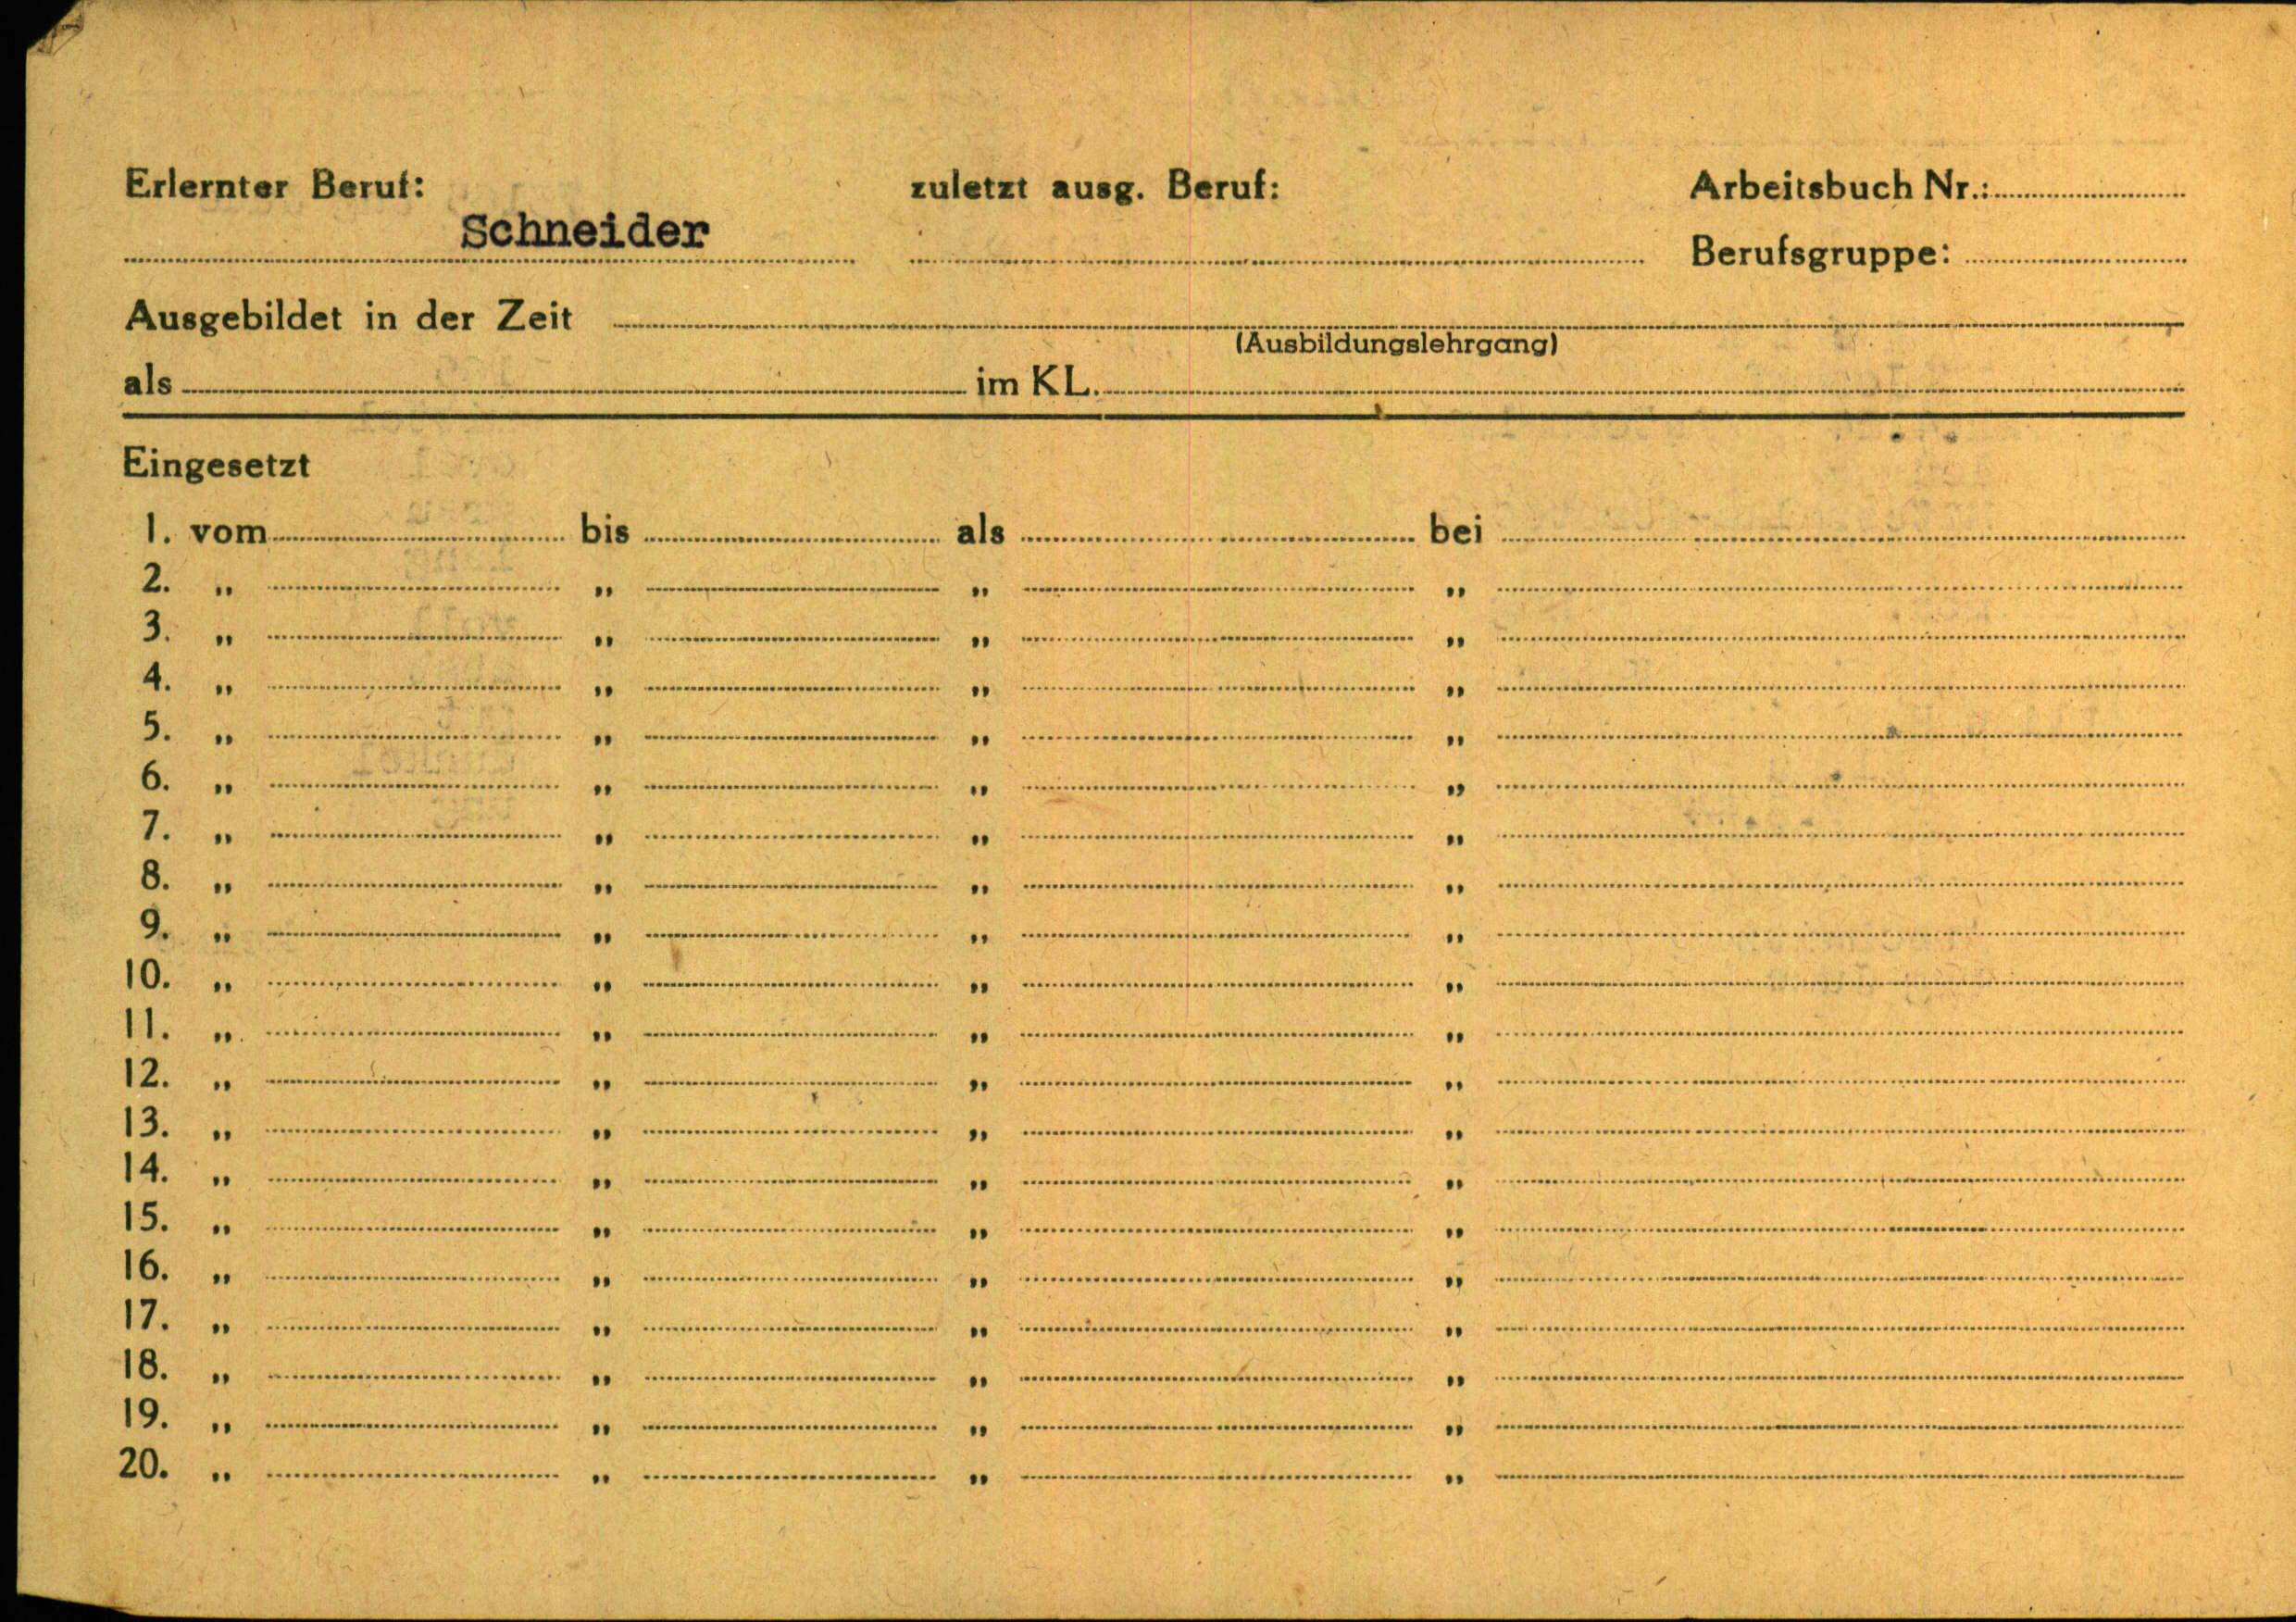 Erlernter Beruf: zuletzt ausg. Beruf: Arbeitsbuch Nr.:
Schneider
Berufsgruppe:
Ausgebildet in der Zeit
(Ausbildungslehrgang)
als im KL.
Eingesetzt
1. vom bis als bei
2. „ „ „ „
3. „ „ „ „
4. „ „ „ „
5. „ „ „ „
6. „ „ „ „
7. „ „ „ „
8. „ „ „ „
9. „ „ „ „
10. „ „ „ „
11. „ „ „ „
12. „ „ „ „
13. „ „ „ „
14. „ „ „ „
15. „ „ „ „
16. „ „ „ „
17. „ „ „ „
18. „ „ „ „
19. „ „ „ „
20. „ „ „ „